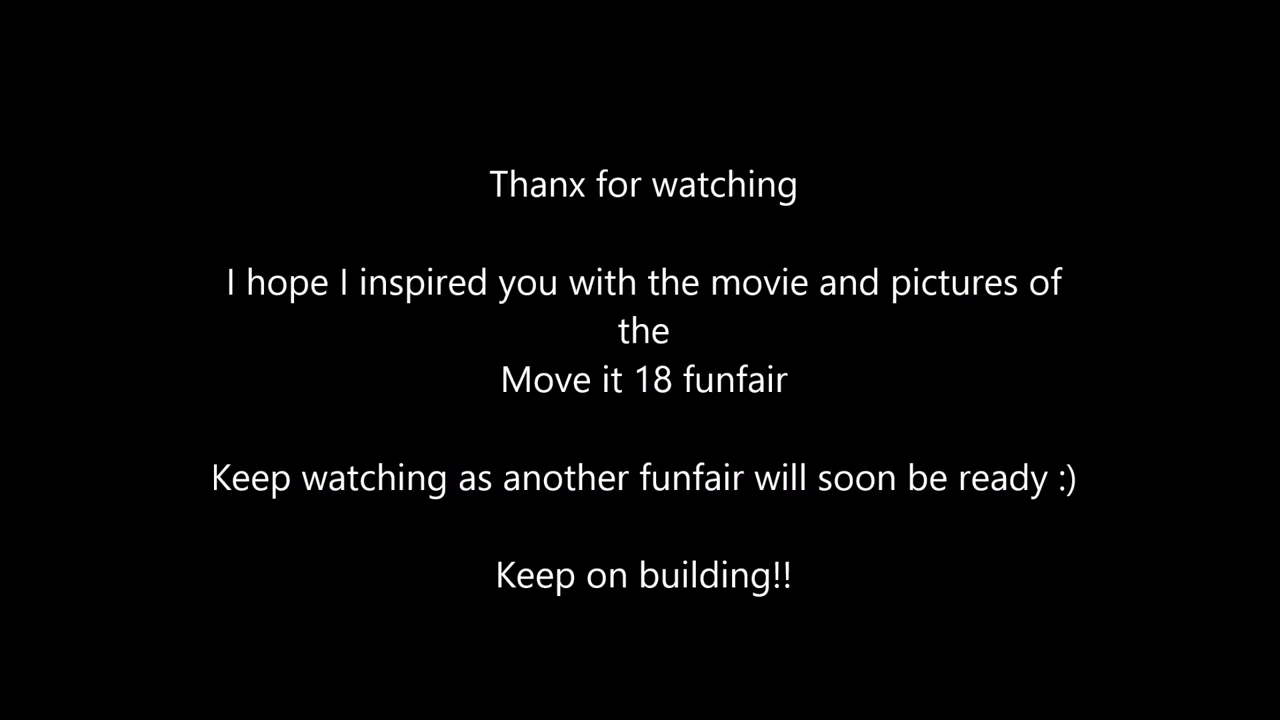 Thanx for watching
I hope I inspired you with the movie and pictures of
the
Move it 18 funfair
Keep watching as another funfair will soon be ready :)
Keep on building!!